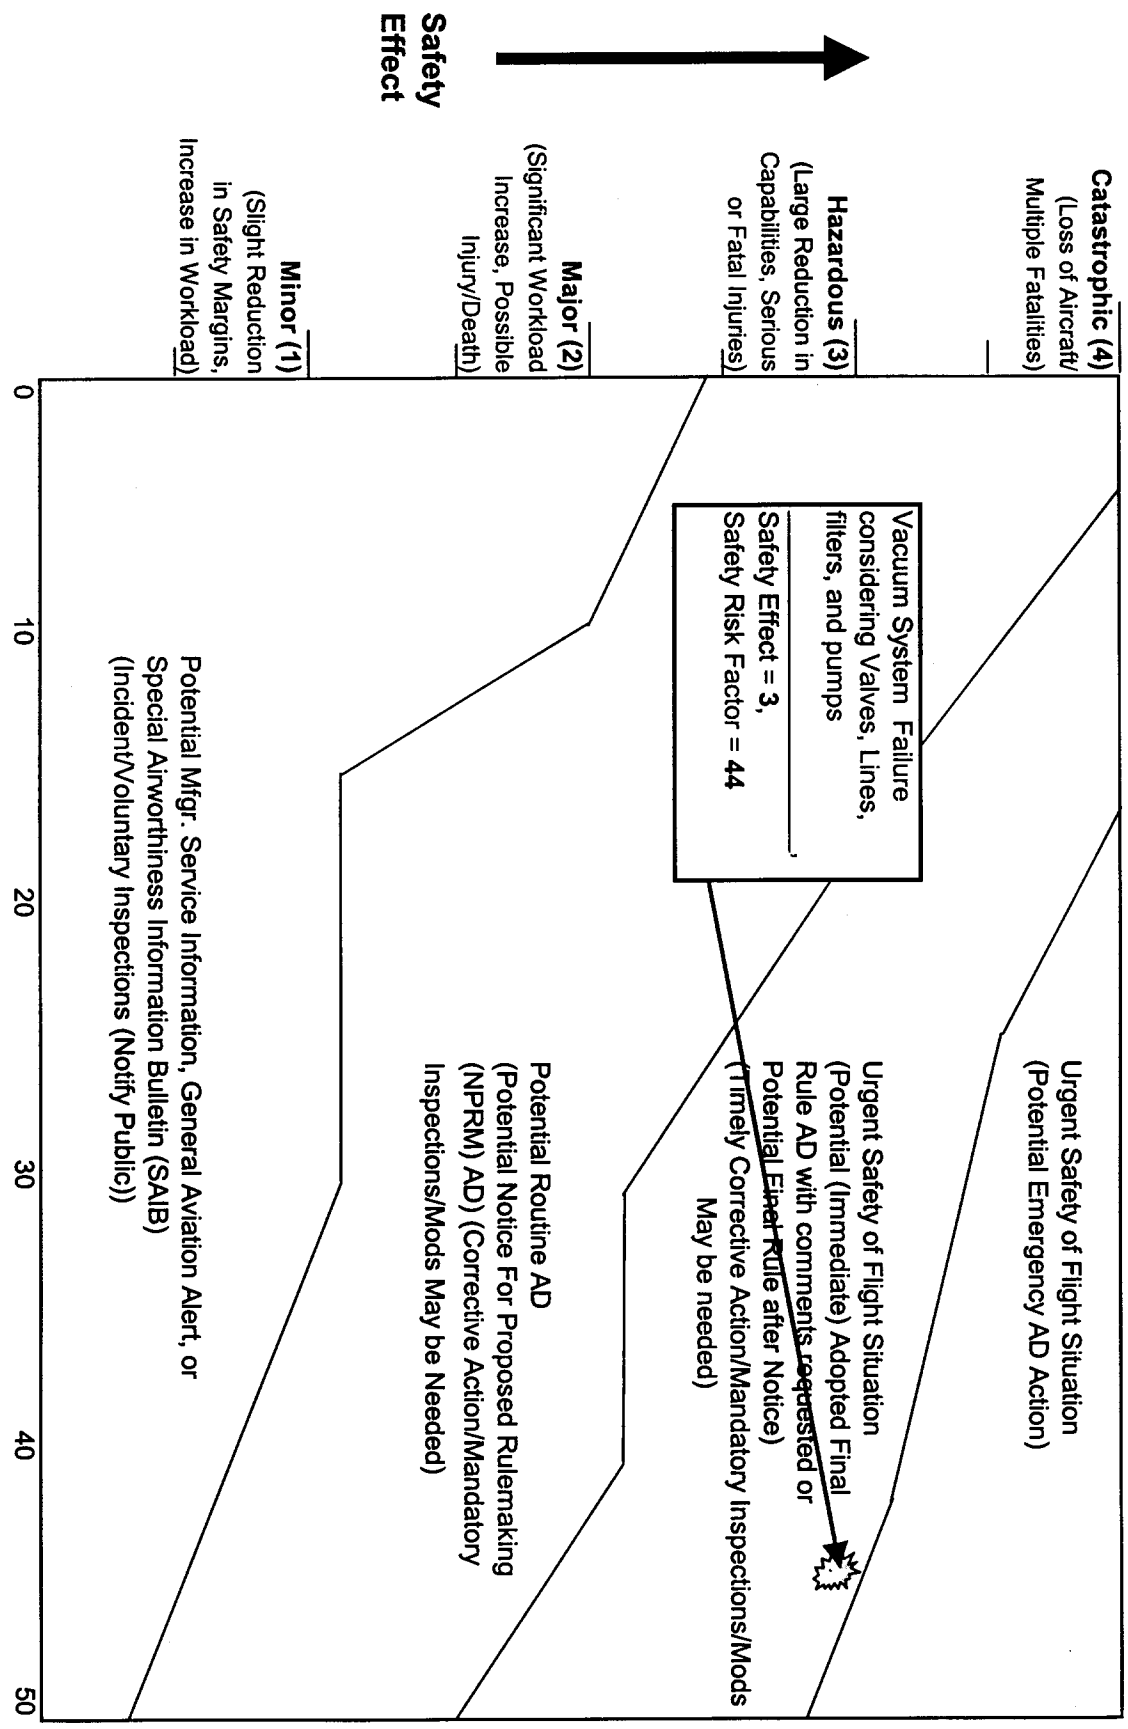 Safety
Effect
Catastrophic (4)
(Loss of Aircraft/
Multiple Fatalities)
Hazardous (3)
(Large Reduction in
Capabilities, Serious
or Fatal Injuries)
Major (2)
(Significant Workload
Increase, Possible
Injury/Death)
Minor (1)
(Slight Reduction
in Safety Margins,
Increase in Workload)
Vacuum System Failure
considering Valves, Lines,
filters, and pumps
Safety Effect = 3,
Safety Risk Factor = 44
Urgent Safety of Flight Situation
(Potential Emergency AD Action)
Urgent Safety of Flight Situation
(Potential (Immediate) Adopted Final
Rule AD with comments requested or
Potential Final Rule after Notice)
(Timely Corrective Action/Mandatory Inspections/Mods
May be needed)
Potential Routine AD
(Potential Notice For Proposed Rulemaking
(NPRM) AD) (Corrective Action/Mandatory
Inspections/Mods May be Needed)
Potential Mfgr. Service Information, General Aviation Alert, or
Special Airworthiness Information Bulletin (SAIB)
(Incident/Voluntary Inspections (Notify Public))
0 10 20 30 40 50